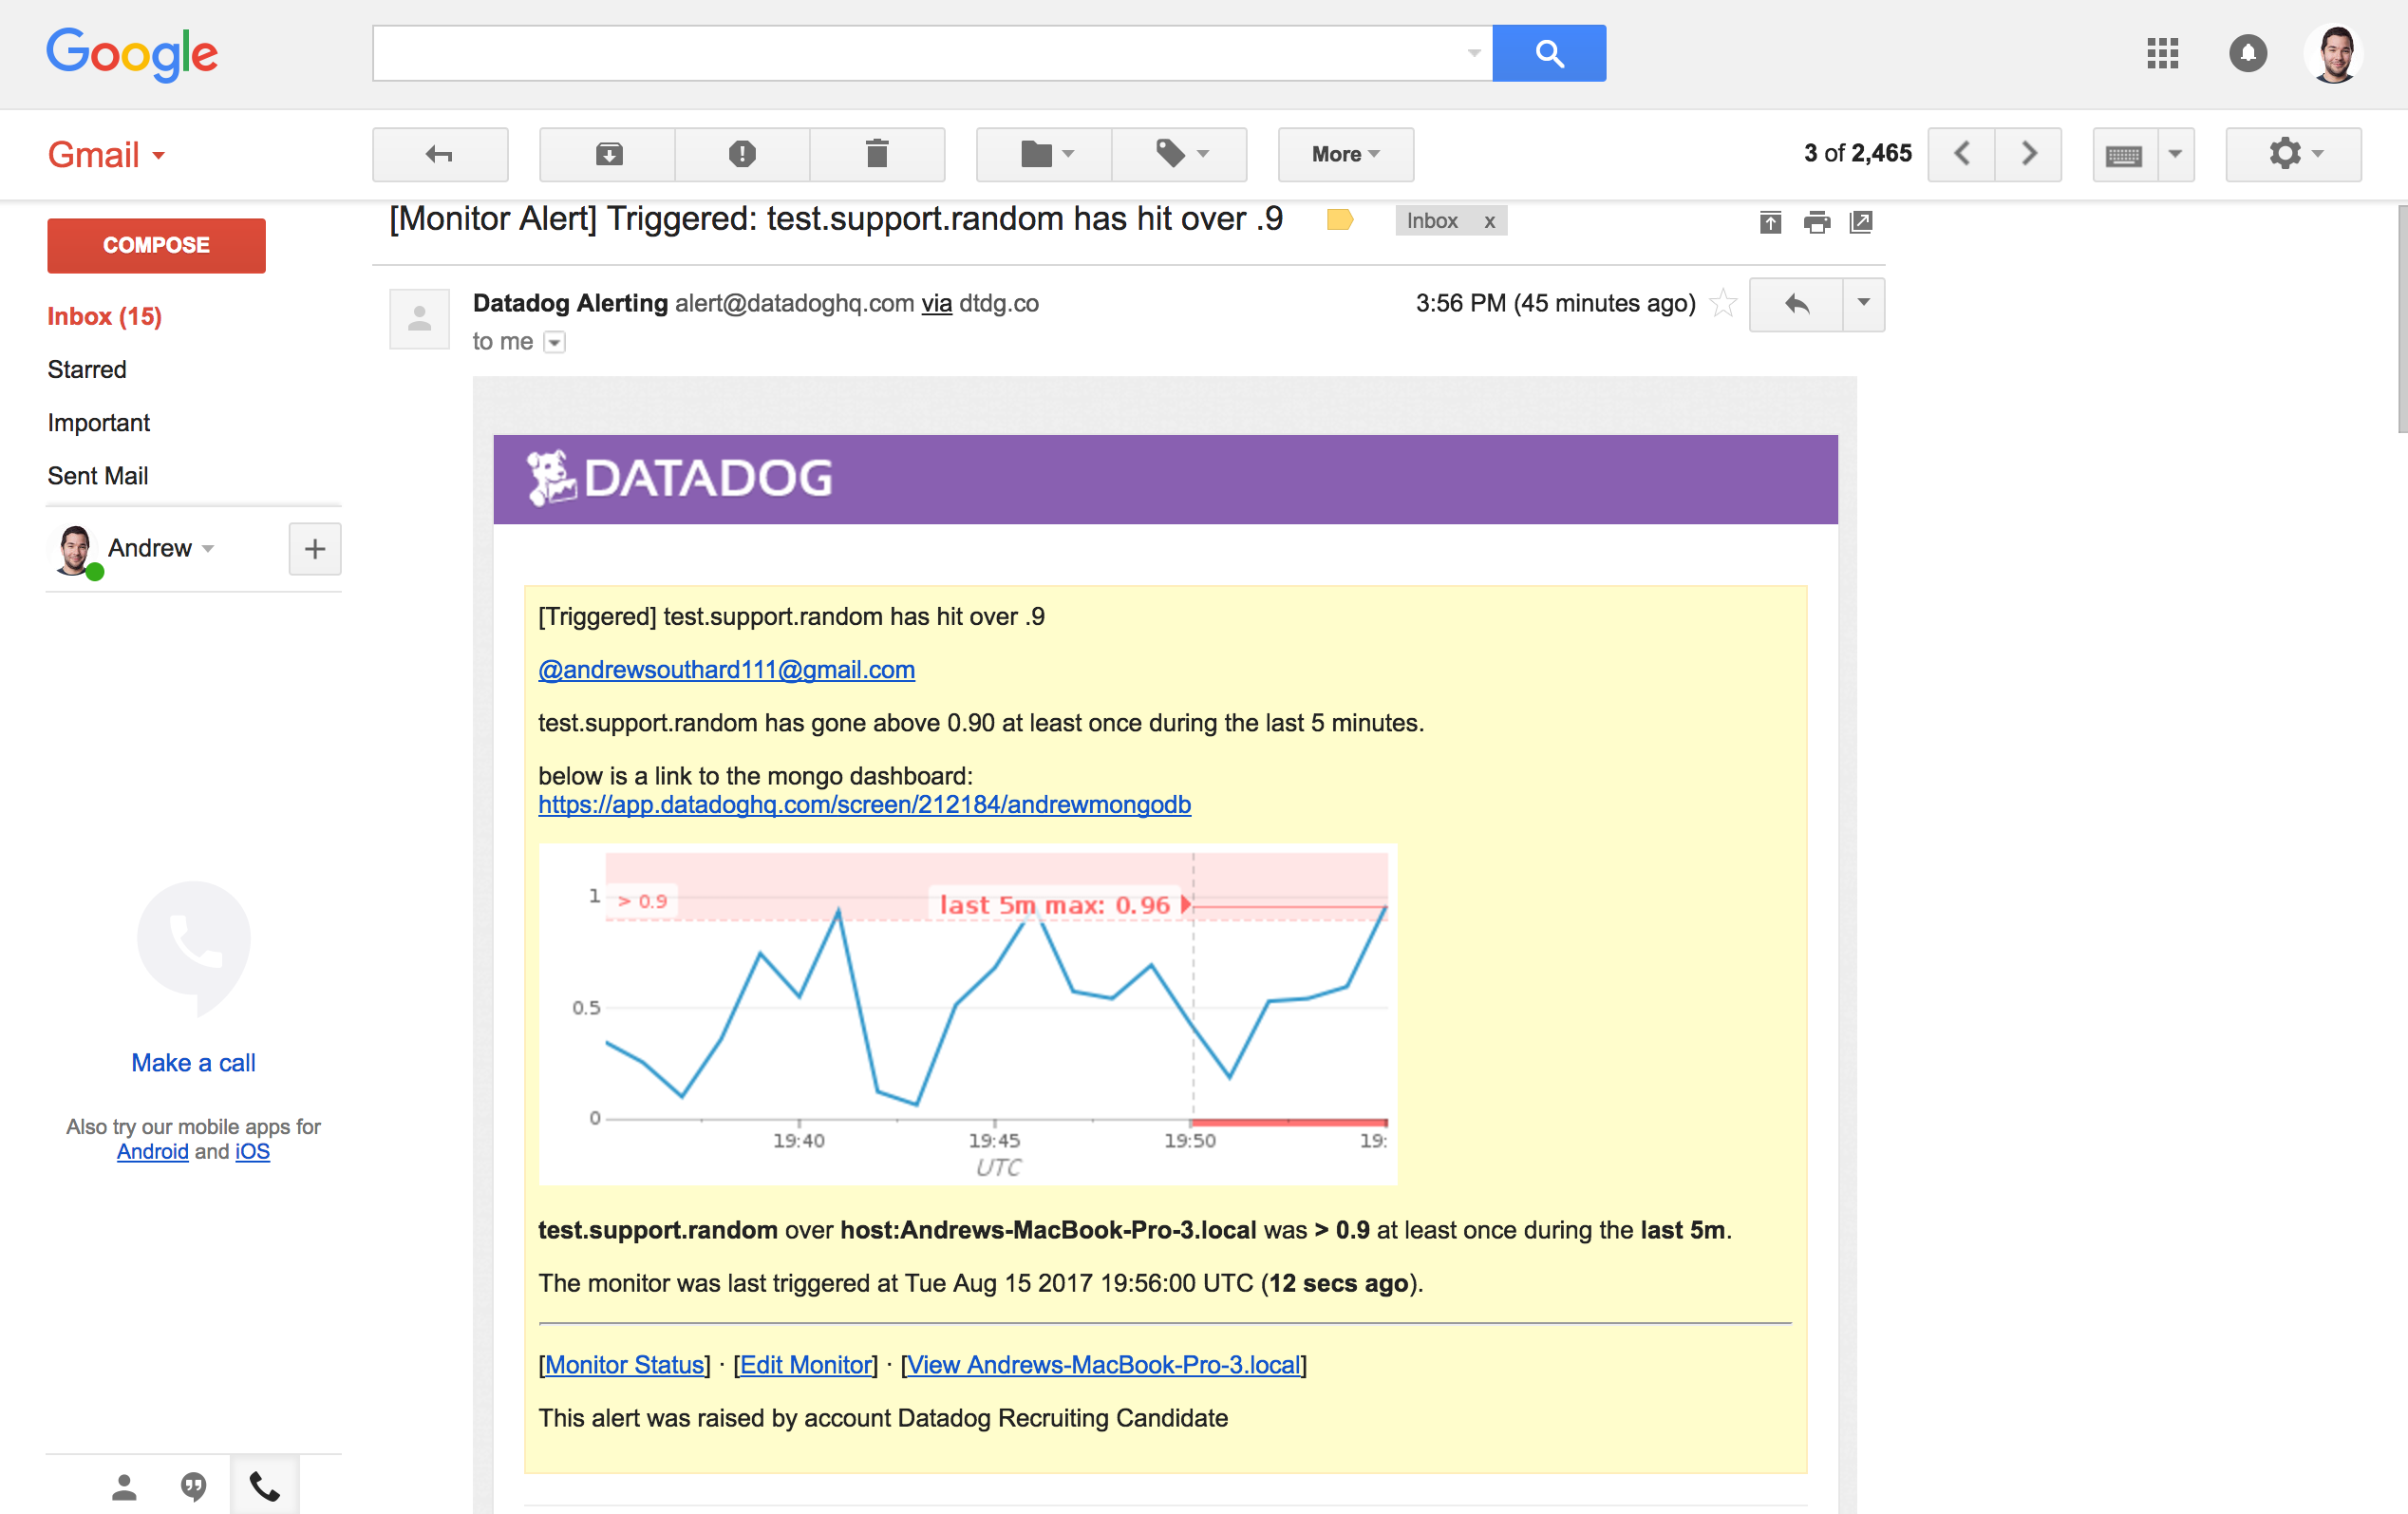 Google
Gmail
More
3 of 2,465
COMPOSE
Inbox (15)
Starred
Important
Sent Mail
Andrew
Make a call
Also try our mobile apps for
Android and iOS
[Monitor Alert] Triggered: test.support.random has hit over .9
Inbox x
Datadog Alerting alert@datadoghq.com via dtdg.co
3:56 PM (45 minutes ago)
to me
DATADOG
[Triggered] test.support.random has hit over .9
@andrewsouthard111@gmail.com
test.support.random has gone above 0.90 at least once during the last 5 minutes.
below is a link to the mongo dashboard:
https://app.datadoghq.com/screen/212184/andrewmongodb
1
> 0.9
last 5m max: 0.96
0.5
0
19:40 19:45 19:50 19:
UTC
test.support.random over host:Andrews-MacBook-Pro-3.local was > 0.9 at least once during the last 5m.
The monitor was last triggered at Tue Aug 15 2017 19:56:00 UTC (12 secs ago).
[Monitor Status] · [Edit Monitor] · [View Andrews-MacBook-Pro-3.local]
This alert was raised by account Datadog Recruiting Candidate